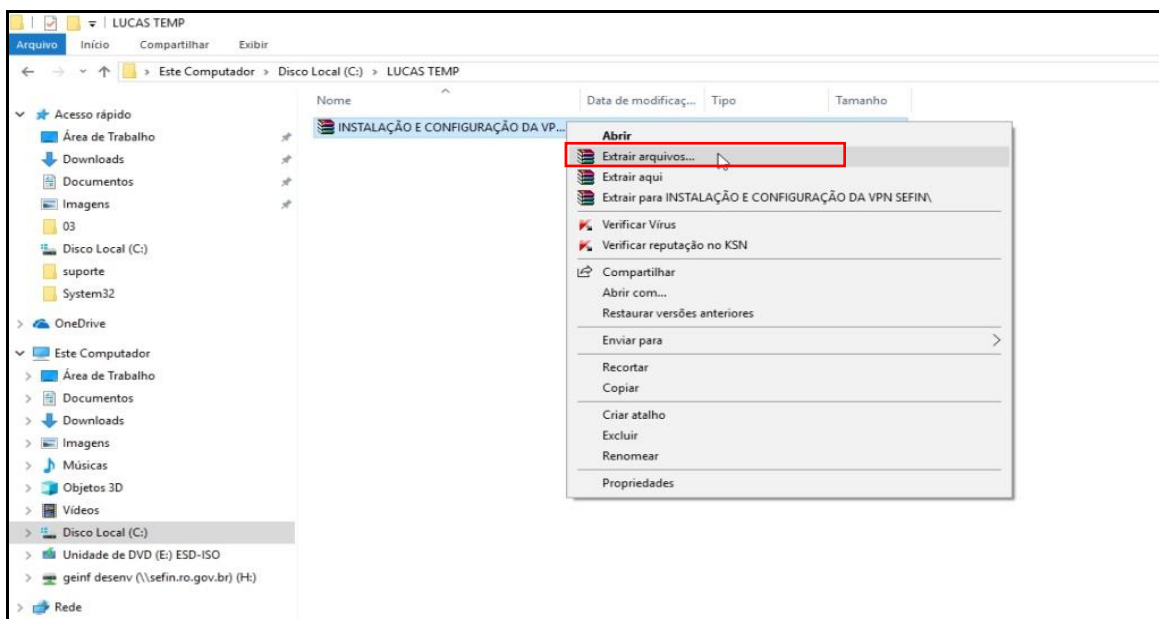 LUCAS TEMP
Arquivo Início Compartilhar Exibir
Este Computador > Disco Local (C:) > LUCAS TEMP
Nome Data de modificaç... Tipo Tamanho
Acesso rápido
Área de Trabalho
Downloads
Documentos
Imagens
03
Disco Local (C:)
suporte
System32
OneDrive
Este Computador
Área de Trabalho
Documentos
Downloads
Imagens
Músicas
Objetos 3D
Vídeos
Disco Local (C:)
Unidade de DVD (E:) ESD-ISO
geinf desenv (\\sefin.ro.gov.br) (H:)
Rede
INSTALAÇÃO E CONFIGURAÇÃO DA VP...
Abrir
Extrair arquivos...
Extrair aqui
Extrair para INSTALAÇÃO E CONFIGURAÇÃO DA VPN SEFIN\
Verificar Vírus
Verificar reputação no KSN
Compartilhar
Abrir com...
Restaurar versões anteriores
Enviar para
Recortar
Copiar
Criar atalho
Excluir
Renomear
Propriedades